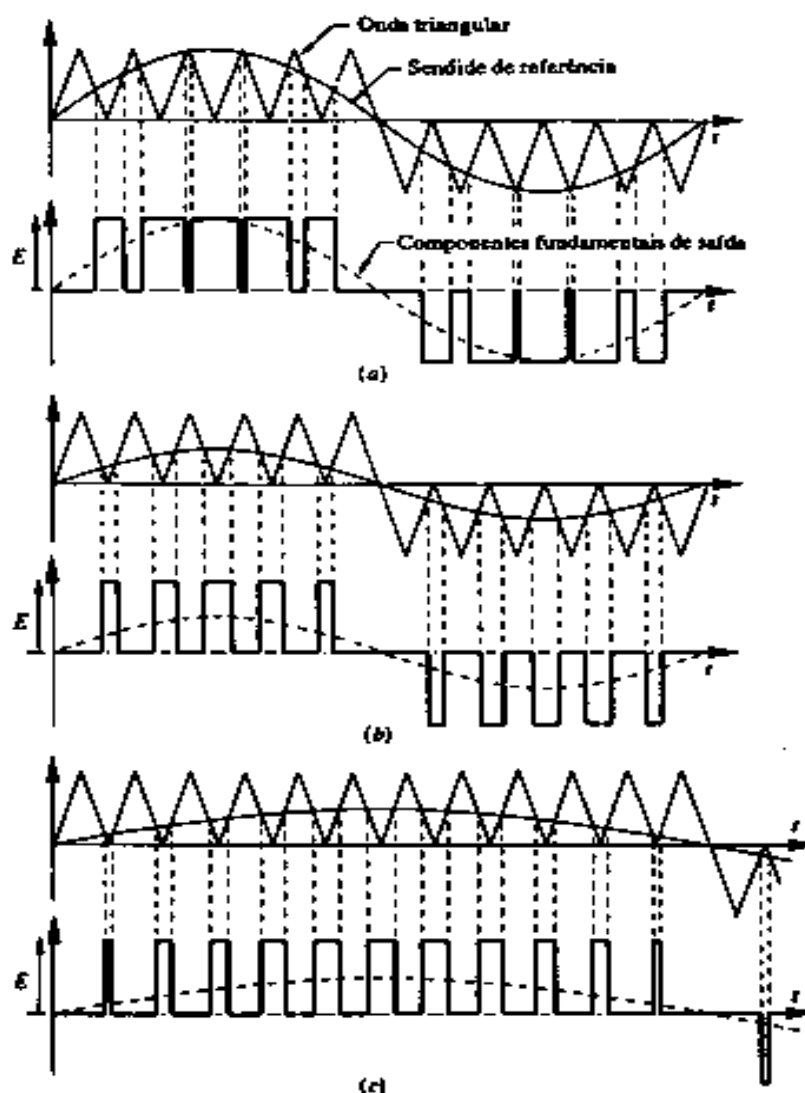 Onda triangular
Senóide de referência
t
E
Componentes fundamentais de saída
t
(a)
t
E
t
(b)
t
E
t
(c)